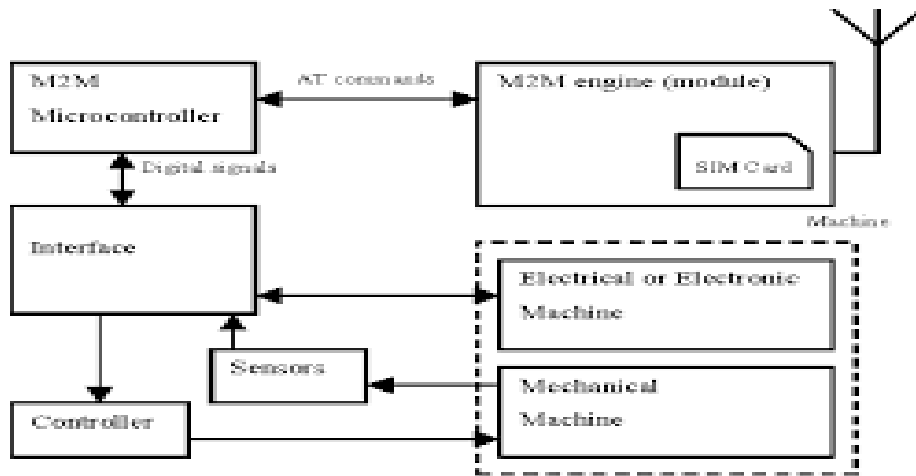 M2M
Microcontroller
AT commands
M2M engine (module)
SIM Card
Digital signals
Machine
Interface
Electrical or Electronic
Machine
Sensors
Mechanical
Machine
Controller